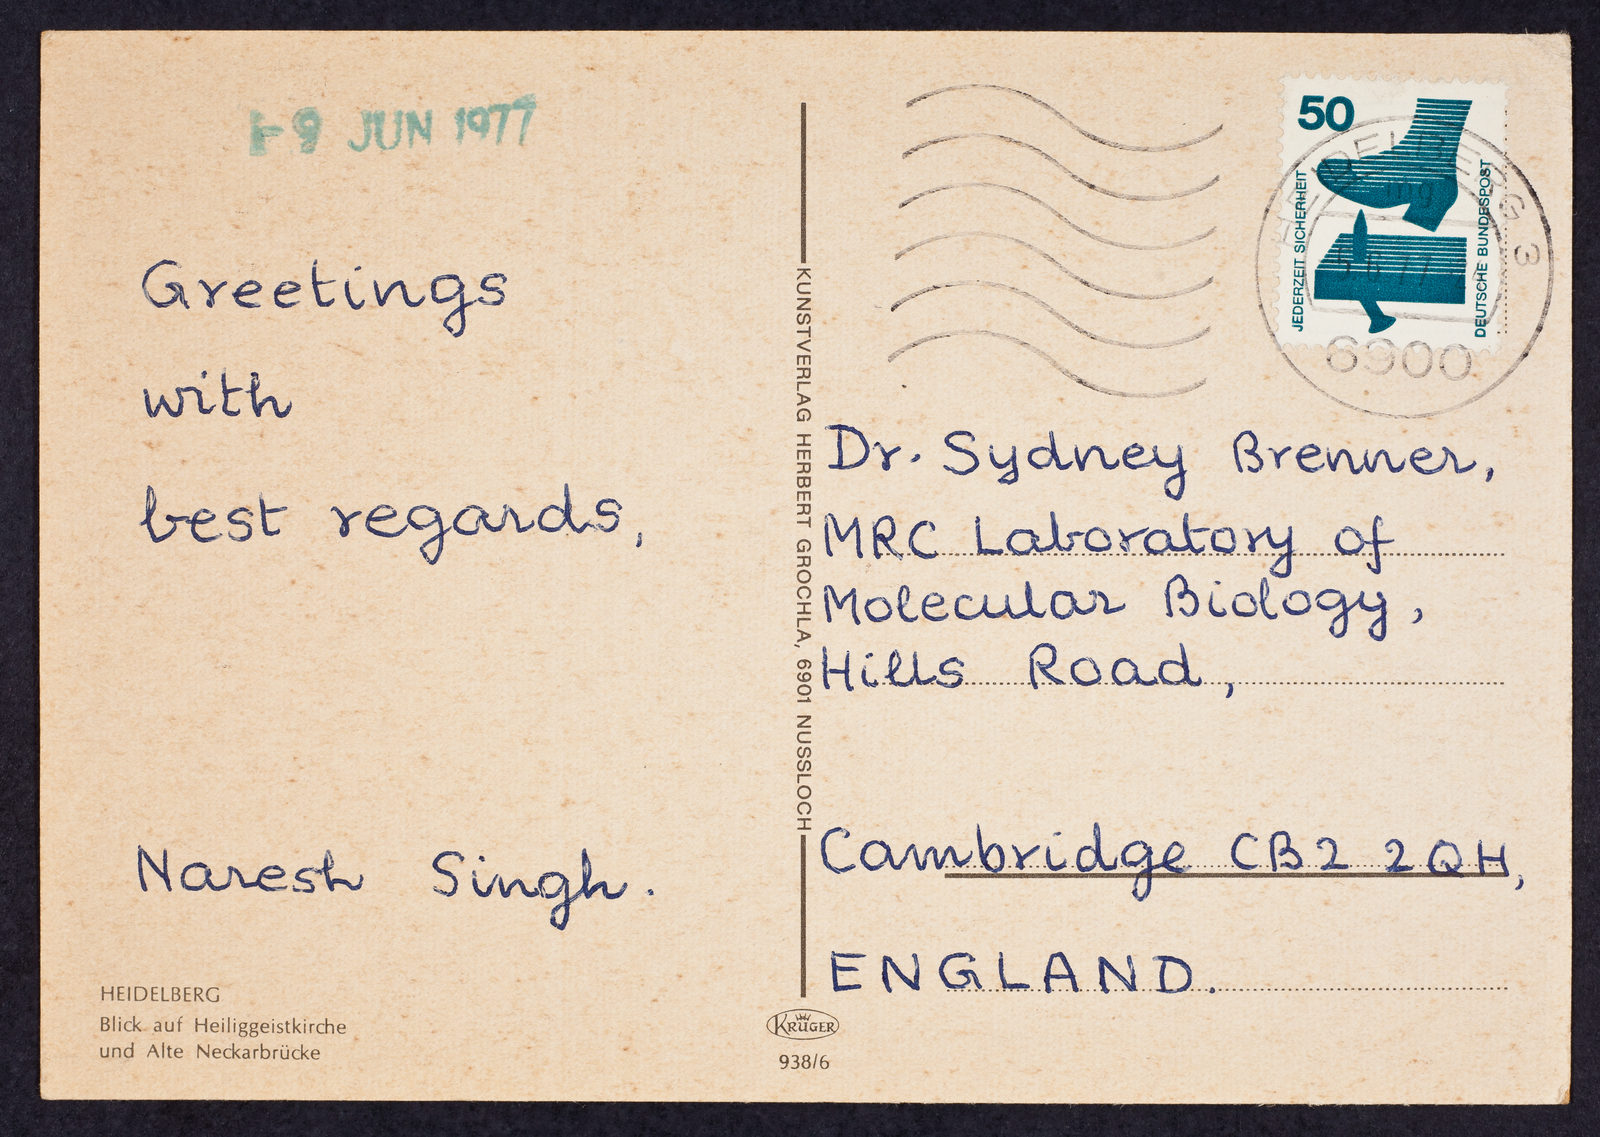 9 JUN 1977
Greetings
with
best regards,
Naresh Singh.
HEIDELBERG
Blick auf Heiliggeistkirche
und Alte Neckarbrücke
KUNSTVERLAG HERBERT GROCHLA, 6901 NUSSLOCH
KRÜGER
938/6
50
JEDERZEIT SICHERHEIT
DEUTSCHE BUNDESPOST
HEIDELBERG 3
6900
Dr. Sydney Brenner,
MRC Laboratory of
Molecular Biology,
Hills Road,
Cambridge CB2 2QH,
ENGLAND.